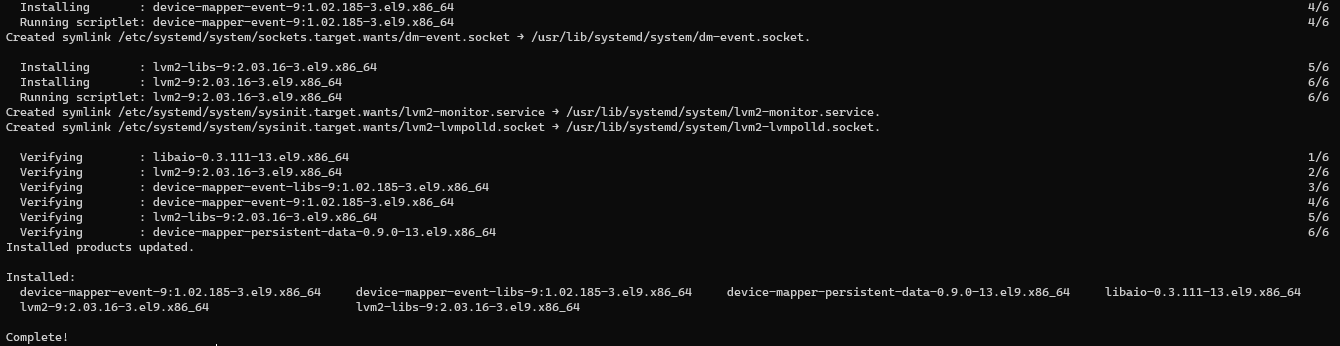 Installing       : device-mapper-event-9:1.02.185-3.el9.x86_64                    4/6
Running scriptlet: device-mapper-event-9:1.02.185-3.el9.x86_64                    4/6
Created symlink /etc/systemd/system/sockets.target.wants/dm-event.socket → /usr/lib/systemd/system/dm-event.socket.
Installing       : lvm2-libs-9:2.03.16-3.el9.x86_64                    5/6
Installing       : lvm2-9:2.03.16-3.el9.x86_64                    6/6
Running scriptlet: lvm2-9:2.03.16-3.el9.x86_64                    6/6
Created symlink /etc/systemd/system/sysinit.target.wants/lvm2-monitor.service → /usr/lib/systemd/system/lvm2-monitor.service.
Created symlink /etc/systemd/system/sysinit.target.wants/lvm2-lvmpolld.socket → /usr/lib/systemd/system/lvm2-lvmpolld.socket.
Verifying        : libaio-0.3.111-13.el9.x86_64                    1/6
Verifying        : lvm2-9:2.03.16-3.el9.x86_64                    2/6
Verifying        : device-mapper-event-libs-9:1.02.185-3.el9.x86_64                    3/6
Verifying        : device-mapper-event-9:1.02.185-3.el9.x86_64                    4/6
Verifying        : lvm2-libs-9:2.03.16-3.el9.x86_64                    5/6
Verifying        : device-mapper-persistent-data-0.9.0-13.el9.x86_64                    6/6
Installed products updated.
Installed:
device-mapper-event-9:1.02.185-3.el9.x86_64     device-mapper-event-libs-9:1.02.185-3.el9.x86_64     device-mapper-persistent-data-0.9.0-13.el9.x86_64     libaio-0.3.111-13.el9.x86_64
lvm2-9:2.03.16-3.el9.x86_64                     lvm2-libs-9:2.03.16-3.el9.x86_64
Complete!